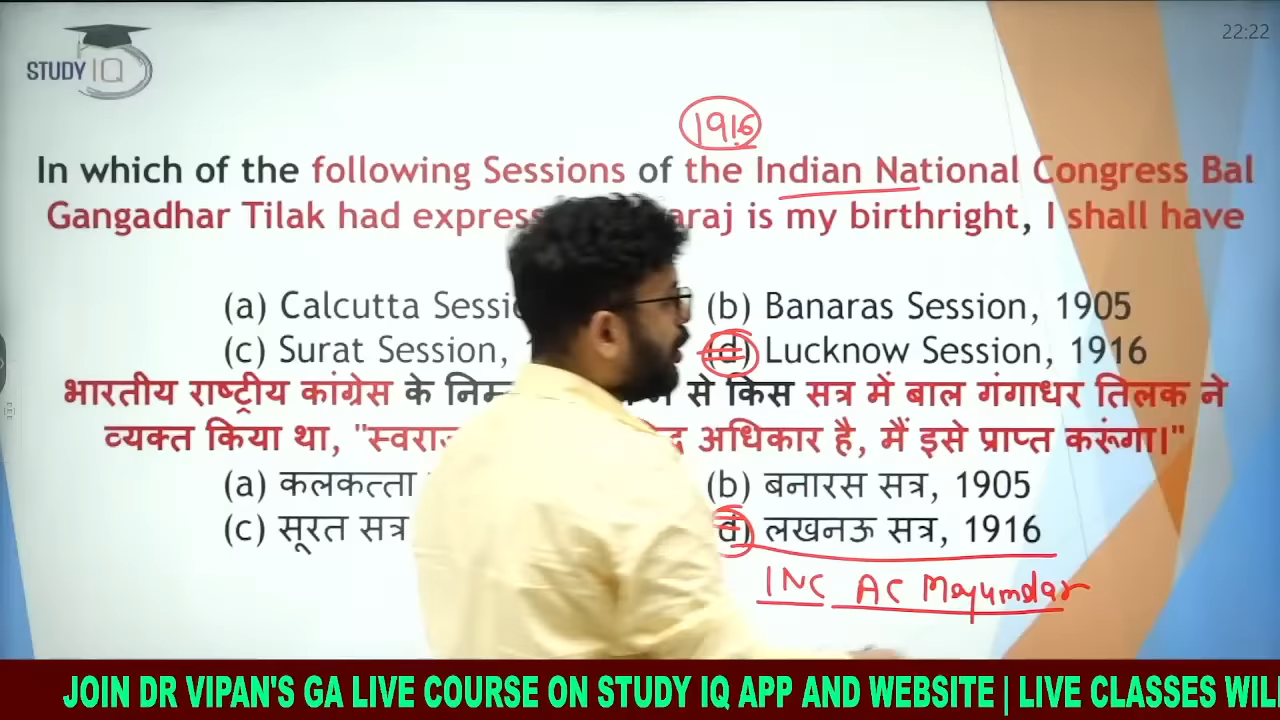 STUDY IQ
22:22
1916
In which of the following Sessions of the Indian National Congress Bal
Gangadhar Tilak had express araj is my birthright, I shall have
(a) Calcutta Sessi (b) Banaras Session, 1905
(c) Surat Session, (d) Lucknow Session, 1916
भारतीय राष्ट्रीय कांग्रेस के निम्न से किस सत्र में बाल गंगाधर तिलक ने
व्यक्त किया था, "स्वराज अधिकार है, मैं इसे प्राप्त करूंगा।"
(a) कलकत्ता (b) बनारस सत्र, 1905
(c) सूरत सत्र (d) लखनऊ सत्र, 1916
INC AC Mayumdar
JOIN DR VIPAN'S GA LIVE COURSE ON STUDY IQ APP AND WEBSITE | LIVE CLASSES WILL